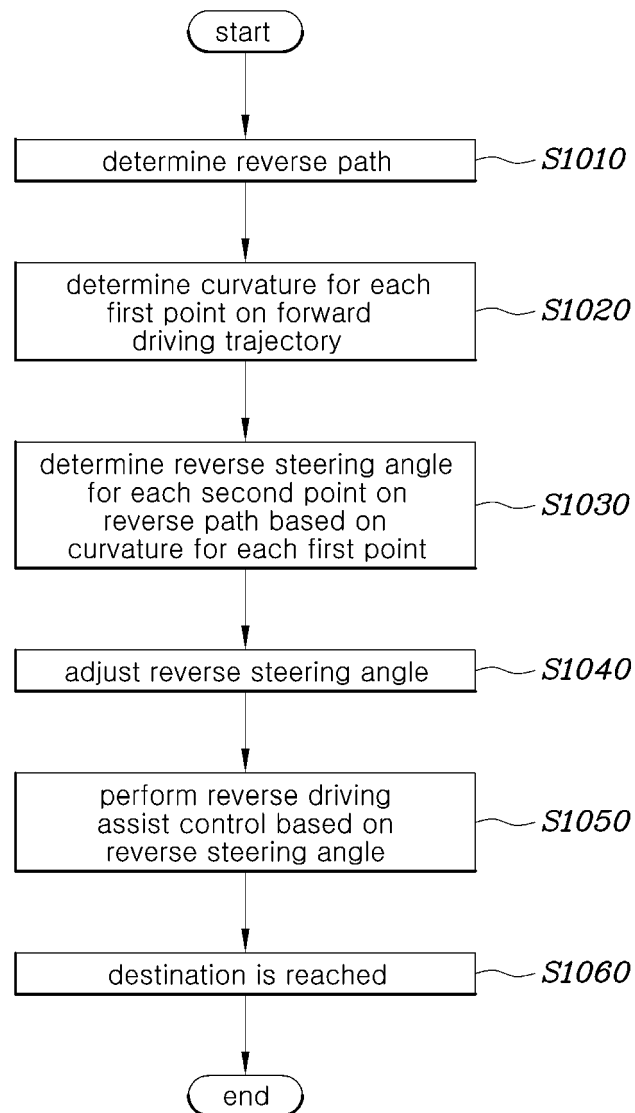 start
determine reverse path
S1010
determine curvature for each
first point on forward
driving trajectory
S1020
determine reverse steering angle
for each second point on
reverse path based on
curvature for each first point
S1030
adjust reverse steering angle
S1040
perform reverse driving
assist control based on
reverse steering angle
S1050
destination is reached
S1060
end